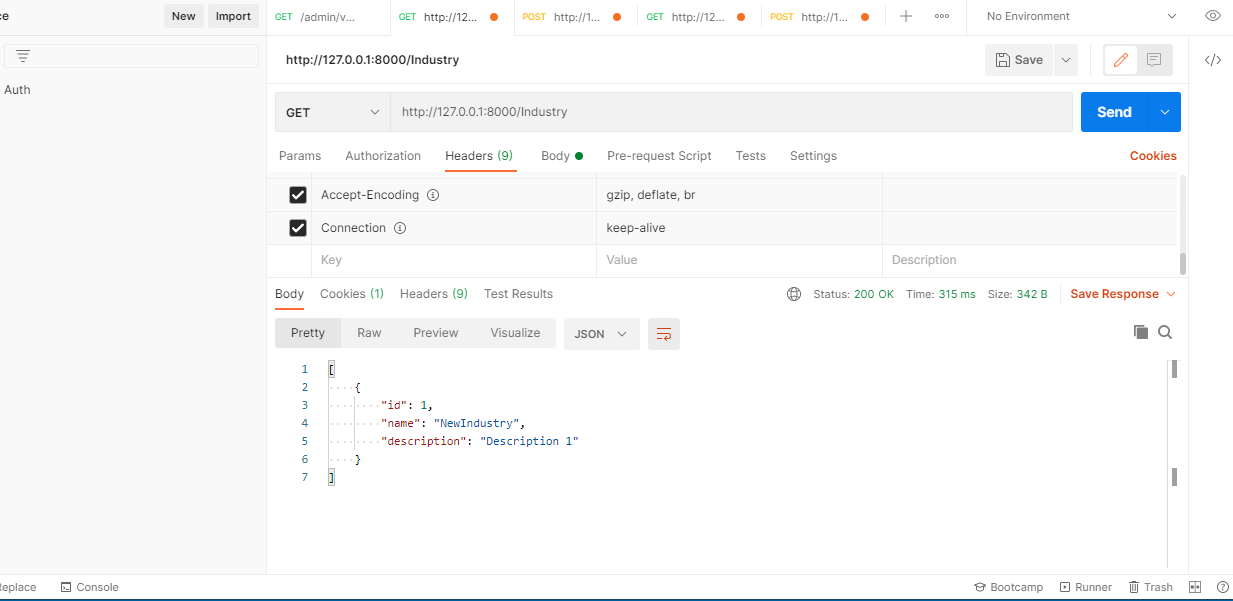 ce New Import GET /admin/v... GET http://12... POST http://1... GET http://12... POST http://1... No Environment
http://127.0.0.1:8000/Industry Save </>
Auth
GET http://127.0.0.1:8000/Industry Send
Params Authorization Headers (9) Body Pre-request Script Tests Settings Cookies
Accept-Encoding gzip, deflate, br
Connection keep-alive
Key Value Description
Body Cookies (1) Headers (9) Test Results Status: 200 OK Time: 315 ms Size: 342 B Save Response
Pretty Raw Preview Visualize JSON
1 [
2 {
3 "id": 1,
4 "name": "NewIndustry",
5 "description": "Description 1"
6 }
7 ]
Replace Console Bootcamp Runner Trash